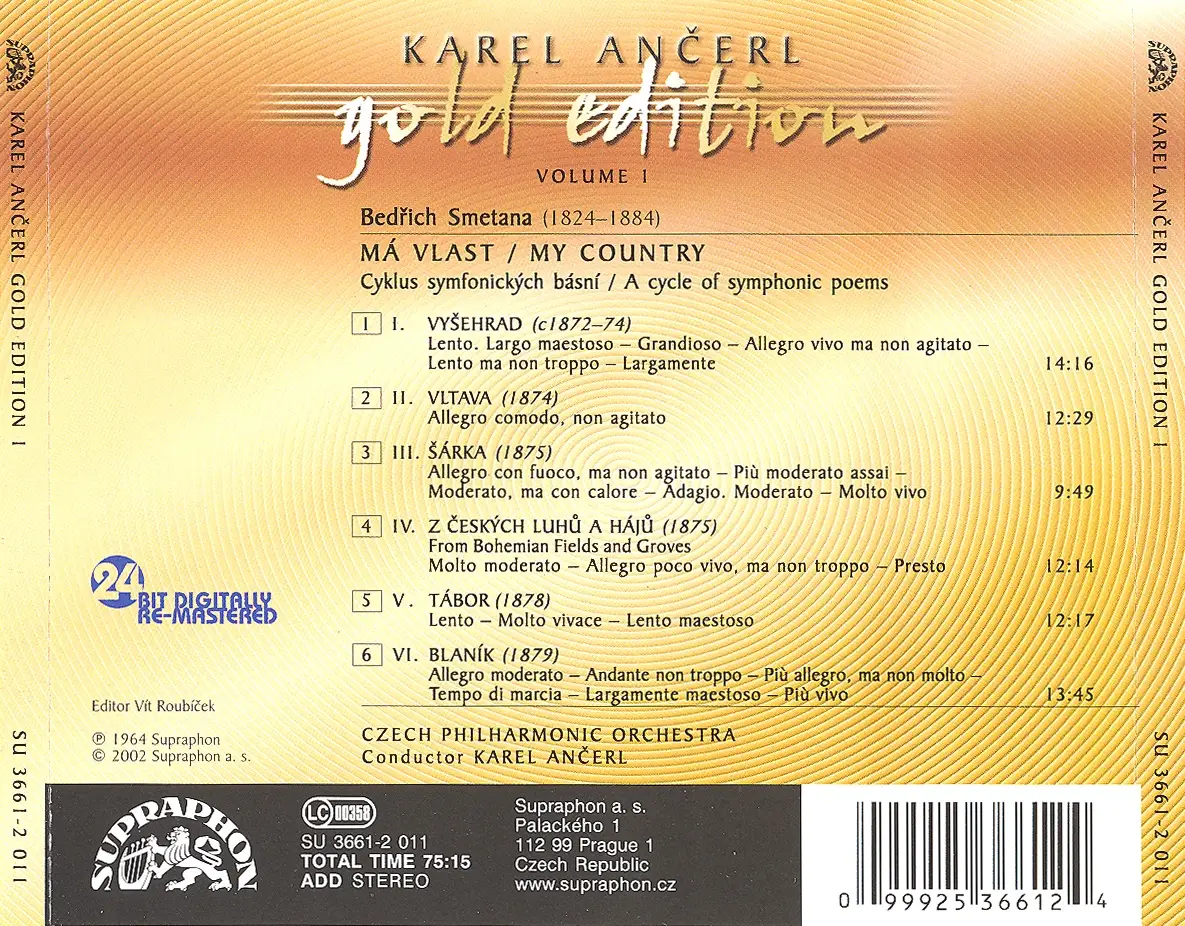 KAREL ANČERL
gold edition
VOLUME 1
Bedřich Smetana (1824–1884)
MÁ VLAST / MY COUNTRY
Cyklus symfonických básní / A cycle of symphonic poems
1 I. VYŠEHRAD (c1872–74)
Lento. Largo maestoso – Grandioso – Allegro vivo ma non agitato –
Lento ma non troppo – Largamente 14:16
2 II. VLTAVA (1874)
Allegro comodo, non agitato 12:29
3 III. ŠÁRKA (1875)
Allegro con fuoco, ma non agitato – Più moderato assai –
Moderato, ma con calore – Adagio. Moderato – Molto vivo 9:49
4 IV. Z ČESKÝCH LUHŮ A HÁJŮ (1875)
From Bohemian Fields and Groves
Molto moderato – Allegro poco vivo, ma non troppo – Presto 12:14
5 V. TÁBOR (1878)
Lento – Molto vivace – Lento maestoso 12:17
6 VI. BLANÍK (1879)
Allegro moderato – Andante non troppo – Più allegro, ma non molto –
Tempo di marcia – Largamente maestoso – Più vivo 13:45
CZECH PHILHARMONIC ORCHESTRA
Conductor KAREL ANČERL
24
BIT DIGITALLY
RE-MASTERED
Editor Vít Roubíček
℗ 1964 Supraphon
© 2002 Supraphon a. s.
SUPRAPHON
LC 00358
SU 3661-2 011
TOTAL TIME 75:15
ADD STEREO
Supraphon a. s.
Palackého 1
112 99 Prague 1
Czech Republic
www.supraphon.cz
0 99925 36612 4
SUPRAPHON
KAREL ANČERL GOLD EDITION 1
SU 3661-2 011
SUPRAPHON
KAREL ANČERL GOLD EDITION 1
SU 3661-2 011